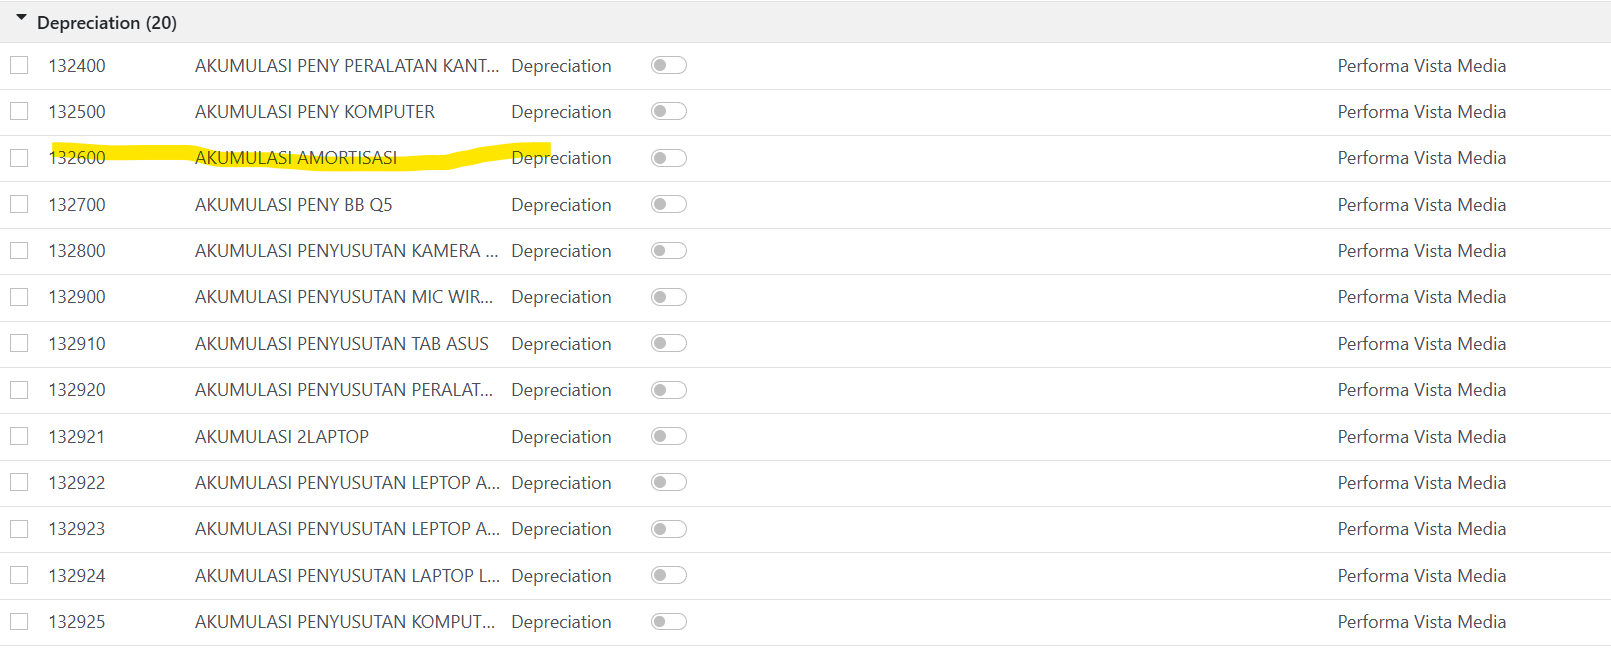 Depreciation (20)
132400 AKUMULASI PENY PERALATAN KANT... Depreciation Performa Vista Media
132500 AKUMULASI PENY KOMPUTER Depreciation Performa Vista Media
132600 AKUMULASI AMORTISASI Depreciation Performa Vista Media
132700 AKUMULASI PENY BB Q5 Depreciation Performa Vista Media
132800 AKUMULASI PENYUSUTAN KAMERA ... Depreciation Performa Vista Media
132900 AKUMULASI PENYUSUTAN MIC WIR... Depreciation Performa Vista Media
132910 AKUMULASI PENYUSUTAN TAB ASUS Depreciation Performa Vista Media
132920 AKUMULASI PENYUSUTAN PERALAT... Depreciation Performa Vista Media
132921 AKUMULASI 2LAPTOP Depreciation Performa Vista Media
132922 AKUMULASI PENYUSUTAN LEPTOP A... Depreciation Performa Vista Media
132923 AKUMULASI PENYUSUTAN LEPTOP A... Depreciation Performa Vista Media
132924 AKUMULASI PENYUSUTAN LAPTOP L... Depreciation Performa Vista Media
132925 AKUMULASI PENYUSUTAN KOMPUT... Depreciation Performa Vista Media